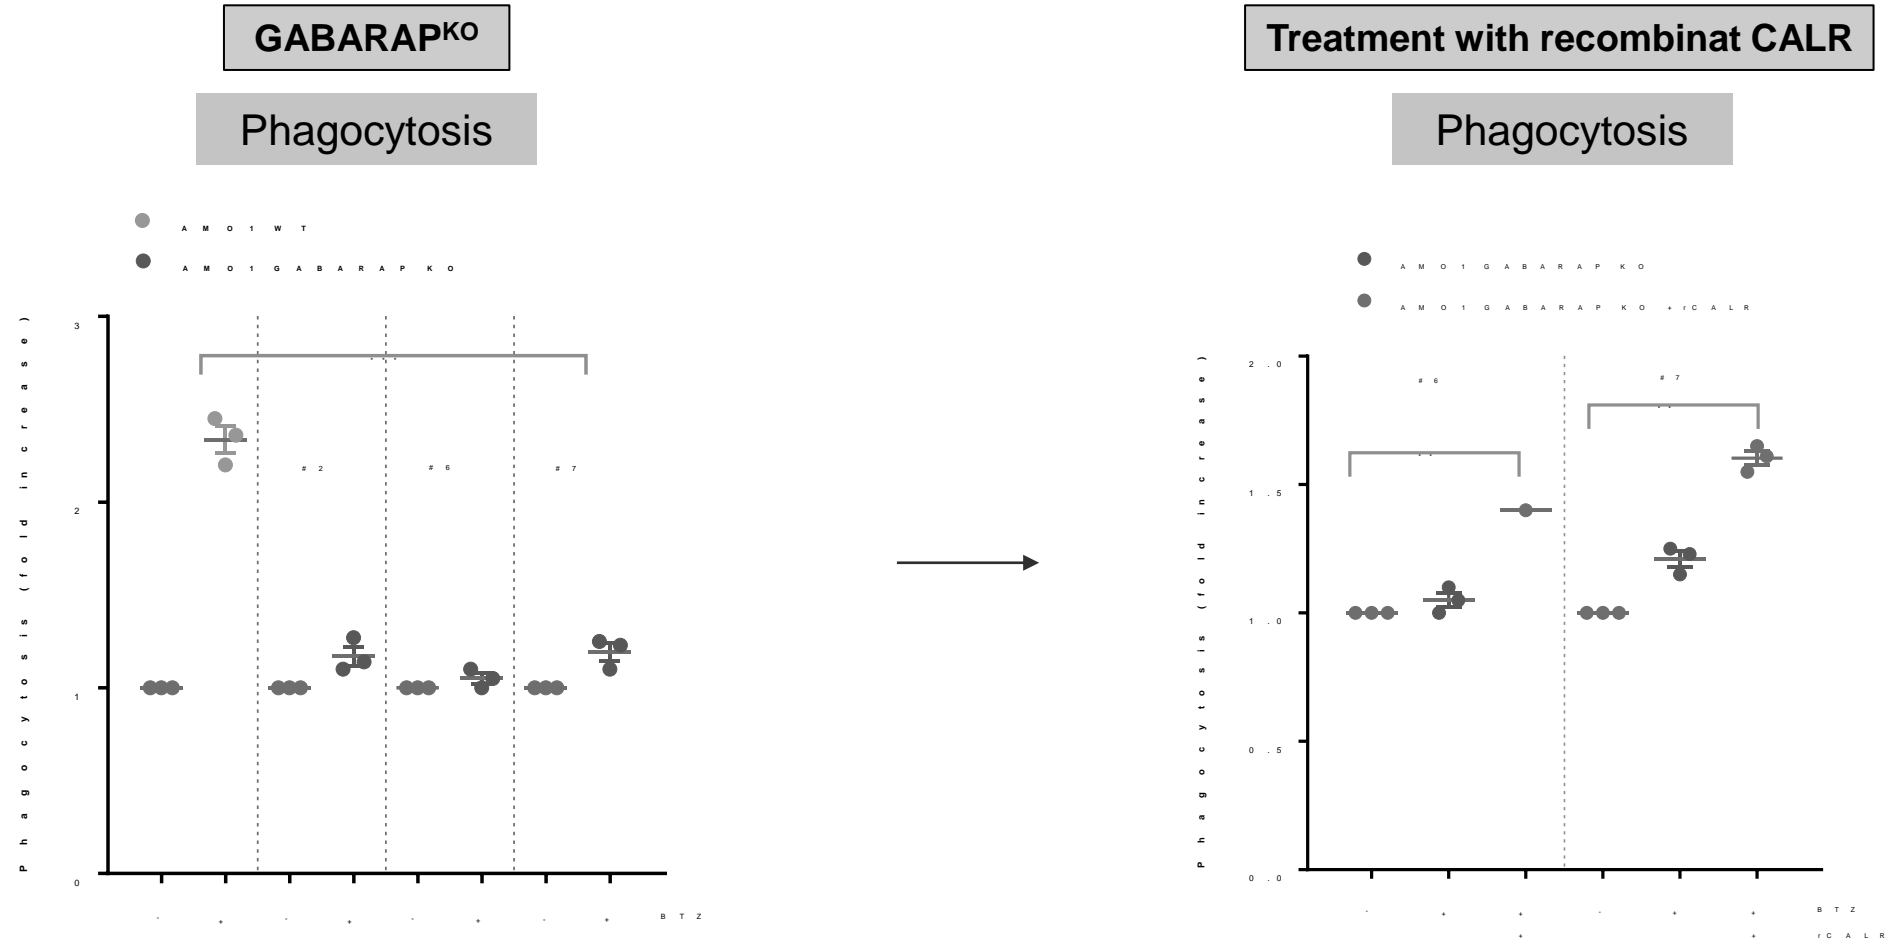 GABARAPKO
Phagocytosis
AMO1 WT
AMO1 GABARAP KO
Phagocytosis (fold increase)
3
2
1
0
***
#2
#6
#7
- + - + - + - + BTZ
Treatment with recombinat CALR
Phagocytosis
AMO1 GABARAP KO
AMO1 GABARAP KO + rCALR
Phagocytosis (fold increase)
2.0
1.5
1.0
0.5
0.0
#6
#7
**
**
- + + - + + BTZ
+ + rCALR